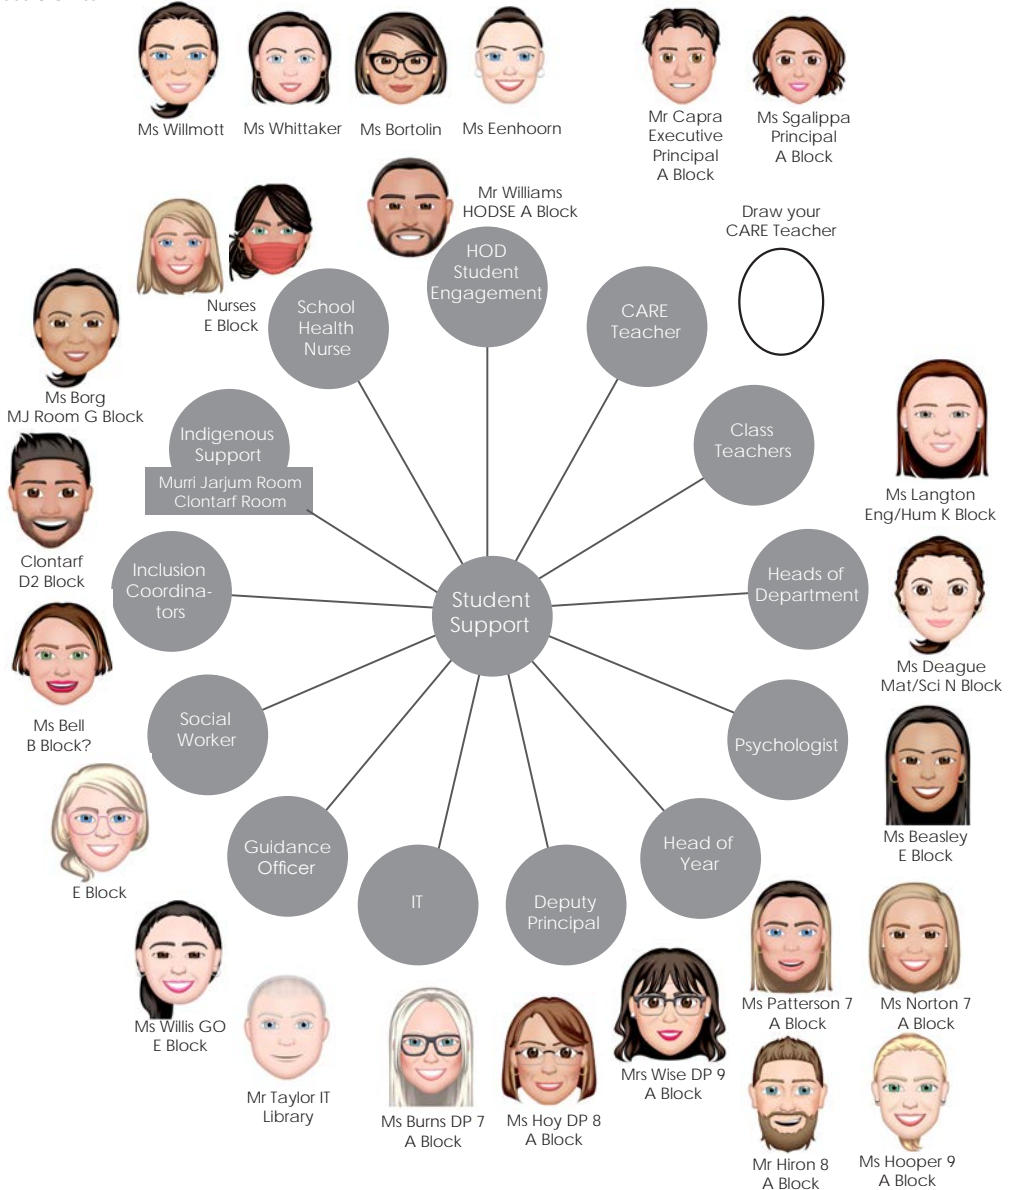 Ms Willmott
Ms Whittaker
Ms Bortolin
Ms Eenhoorn
Mr Capra
Executive
Principal
A Block
Ms Sgalippa
Principal
A Block
Mr Williams
HODSE A Block
Draw your
CARE Teacher
Nurses
E Block
School
Health
Nurse
HOD
Student
Engagement
CARE
Teacher
Ms Borg
MJ Room G Block
Indigenous
Support
Murri Jarjum Room
Clontarf Room
Class
Teachers
Ms Langton
Eng/Hum K Block
Clontarf
D2 Block
Inclusion
Coordina-
tors
Student
Support
Heads of
Department
Ms Deague
Mat/Sci N Block
Ms Bell
B Block?
Social
Worker
Psychologist
Ms Beasley
E Block
E Block
Guidance
Officer
IT
Deputy
Principal
Head of
Year
Ms Willis GO
E Block
Mr Taylor IT
Library
Ms Burns DP 7
A Block
Ms Hoy DP 8
A Block
Mrs Wise DP 9
A Block
Ms Patterson 7
A Block
Ms Norton 7
A Block
Mr Hiron 8
A Block
Ms Hooper 9
A Block